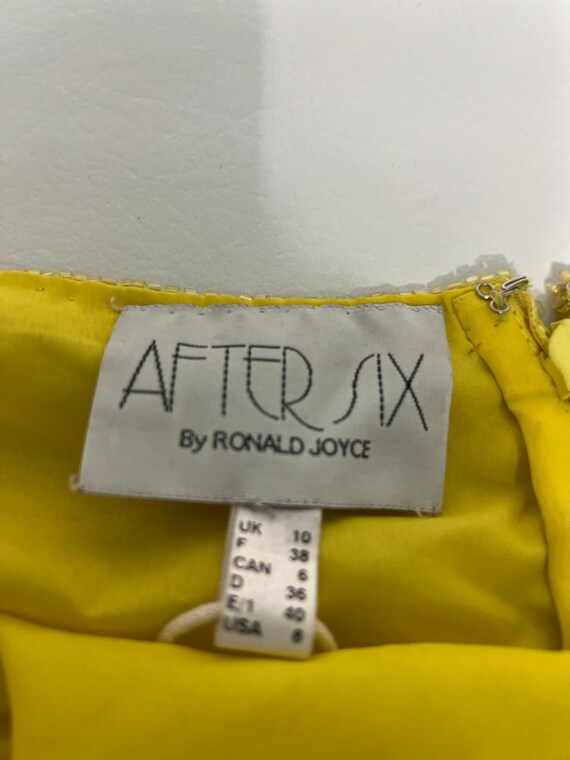 AFTER SIX
By RONALD JOYCE
UK 10
F 38
CAN 6
D 36
E/I 40
USA 8